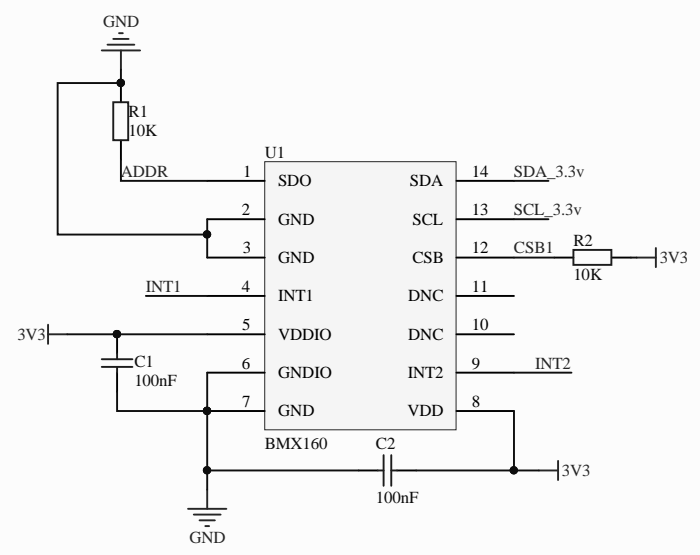 GND
R1
10K
U1
ADDR 1 SDO SDA 14 SDA_3.3v
2 GND SCL 13 SCL_3.3v
3 GND CSB 12 CSB1 R2 10K 3V3
INT1 4 INT1 DNC 11
3V3 5 VDDIO DNC 10
6 GNDIO INT2 9 INT2
C1
100nF
7 GND VDD 8
BMX160
C2
100nF
3V3
GND